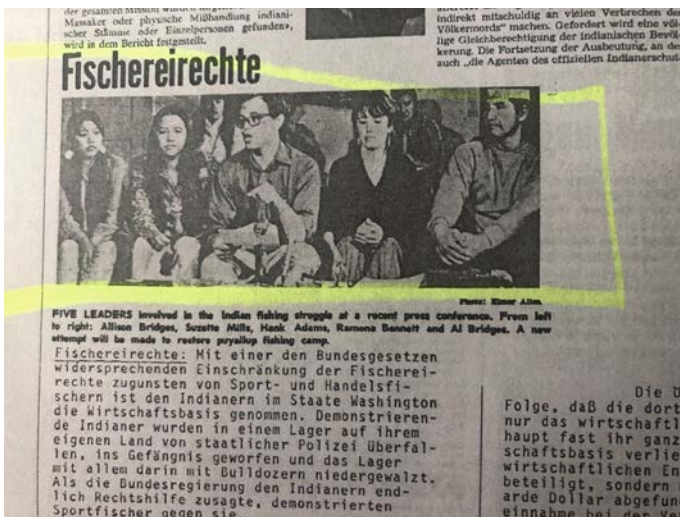 der gesamten Mission wurden
Massaker oder physische Mißhandlung indiani-
scher Stämme oder Einzelpersonen gefunden»,
wird in dem Bericht festgestellt.
indirekt mitschuldig an vielen Verbrechen des
Völkermords“ machen. Gefordert wird eine völ-
lige Gleichberechtigung der indianischen Bevöl-
kerung. Die Fortsetzung der Ausbeutung, an der
auch „die Agenten des offiziellen Indianerschut-
Fischereirechte
Photo: Elmer Allen
FIVE LEADERS involved in the Indian fishing struggle at a recent press conference. From left
to right: Allison Bridges, Suzette Mills, Hank Adams, Ramona Bennett and Al Bridges. A new
attempt will be made to restore puyallup fishing camp.
Fischereirechte: Mit einer den Bundesgesetzen
widersprechenden Einschränkung der Fischerei-
rechte zugunsten von Sport- und Handelsfi-
schern ist den Indianern im Staate Washington
die Wirtschaftsbasis genommen. Demonstrieren-
de Indianer wurden in einem Lager auf ihrem
eigenen Land von staatlicher Polizei überfal-
len, ins Gefängnis geworfen und das Lager
mit allem darin mit Bulldozern niedergewalzt.
Als die Bundesregierung den Indianern end-
lich Rechtshilfe zusagte, demonstrierten
Sportfischer gegen sie
Die
Folge, daß die dort
nur das wirtschaftl
haupt fast ihr ganz
schaftsbasis verlie
wirtschaftlichen En
beteiligt, sondern
arde Dollar abgefun
einnahme bei der Ve